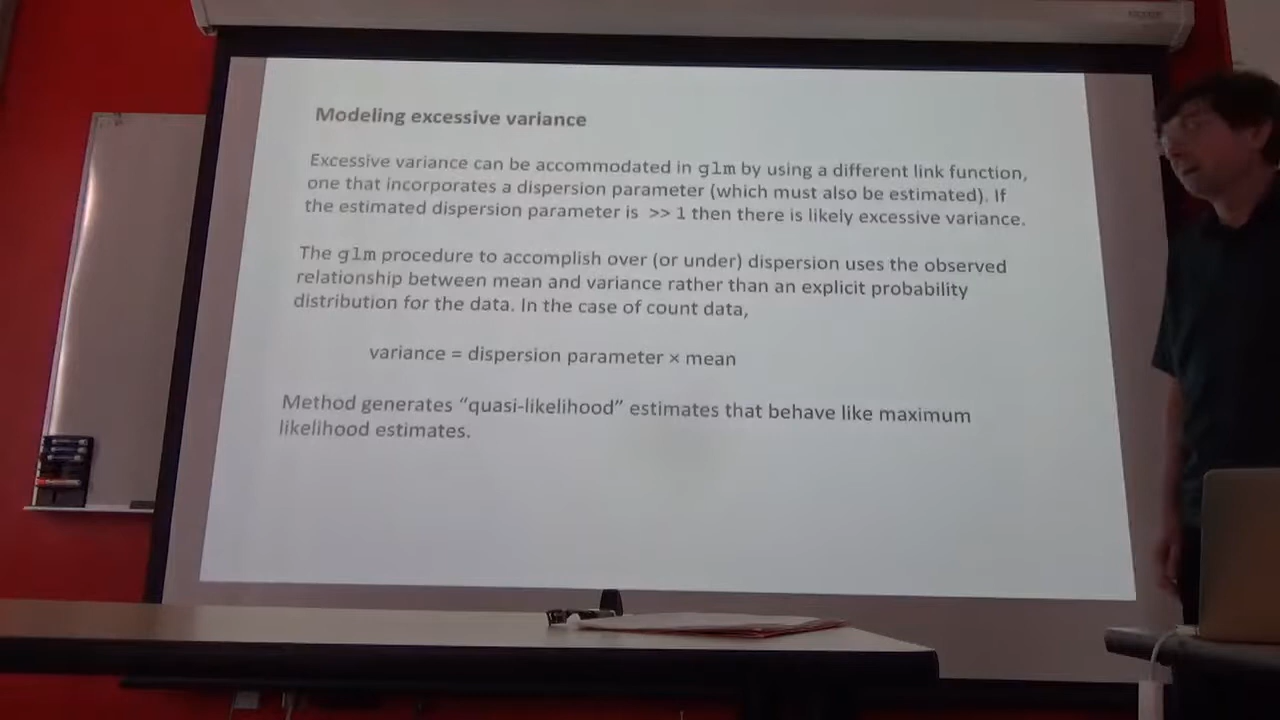 Modeling excessive variance
Excessive variance can be accommodated in glm by using a different link function,
one that incorporates a dispersion parameter (which must also be estimated). If
the estimated dispersion parameter is >> 1 then there is likely excessive variance.
The glm procedure to accomplish over (or under) dispersion uses the observed
relationship between mean and variance rather than an explicit probability
distribution for the data. In the case of count data,
variance = dispersion parameter × mean
Method generates “quasi-likelihood” estimates that behave like maximum
likelihood estimates.